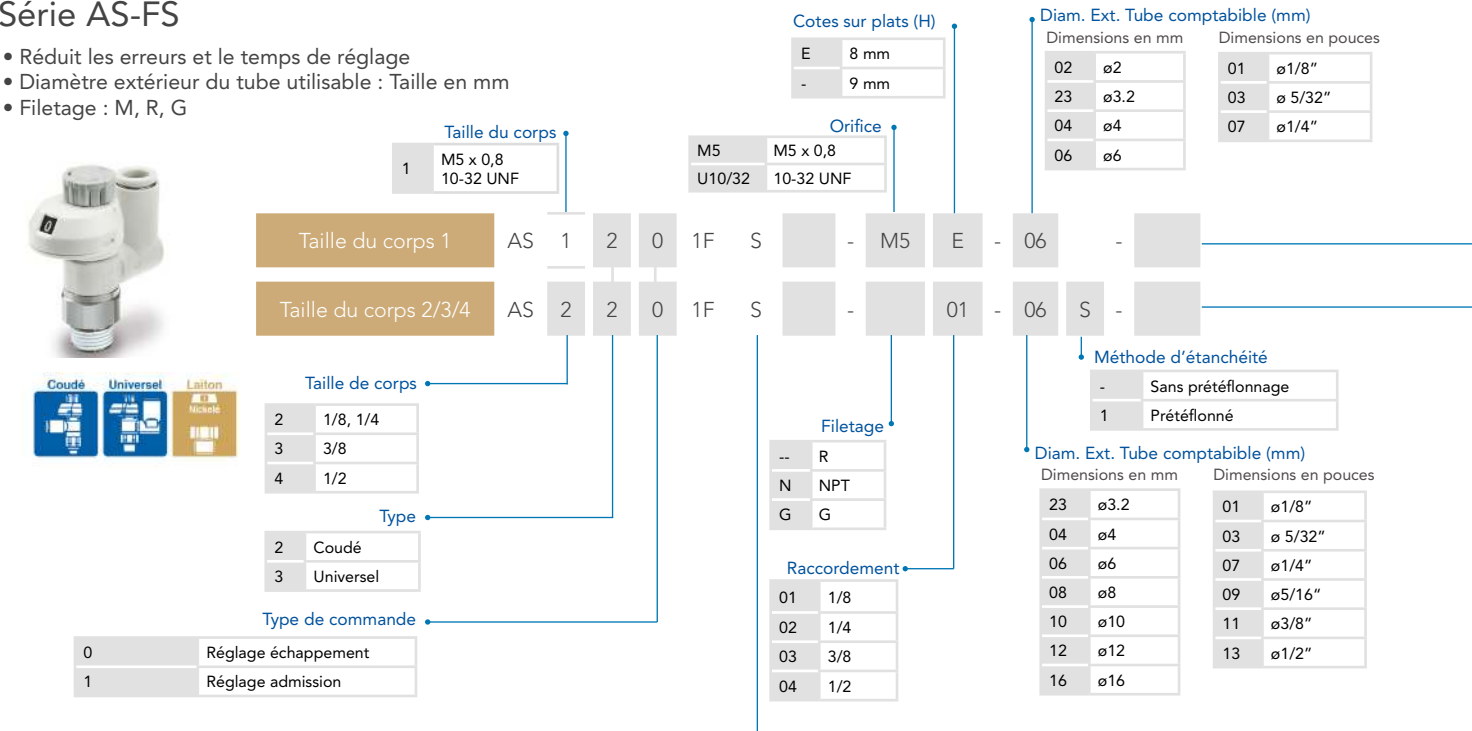 Série AS-FS
• Réduit les erreurs et le temps de réglage
• Diamètre extérieur du tube utilisable : Taille en mm
• Filetage : M, R, G
Coudé
Universel
Laiton
Nickelé
Taille du corps
1 M5 x 0,8
10-32 UNF
Cotes sur plats (H)
E 8 mm
- 9 mm
Orifice
M5 M5 x 0,8
U10/32 10-32 UNF
Diam. Ext. Tube comptabible (mm)
Dimensions en mm
02 ø2
23 ø3.2
04 ø4
06 ø6
Dimensions en pouces
01 ø1/8"
03 ø 5/32"
07 ø1/4"
Taille du corps 1 AS 1 2 0 1F S - M5 E - 06 -
Taille du corps 2/3/4 AS 2 2 0 1F S - 01 - 06 S -
Taille de corps
2 1/8, 1/4
3 3/8
4 1/2
Type
2 Coudé
3 Universel
Type de commande
0 Réglage échappement
1 Réglage admission
Filetage
-- R
N NPT
G G
Raccordement
01 1/8
02 1/4
03 3/8
04 1/2
Méthode d'étanchéité
- Sans prétéflonnage
1 Prétéflonné
Diam. Ext. Tube comptabible (mm)
Dimensions en mm
23 ø3.2
04 ø4
06 ø6
08 ø8
10 ø10
12 ø12
16 ø16
Dimensions en pouces
01 ø1/8"
03 ø 5/32"
07 ø1/4"
09 ø5/16"
11 ø3/8"
13 ø1/2"